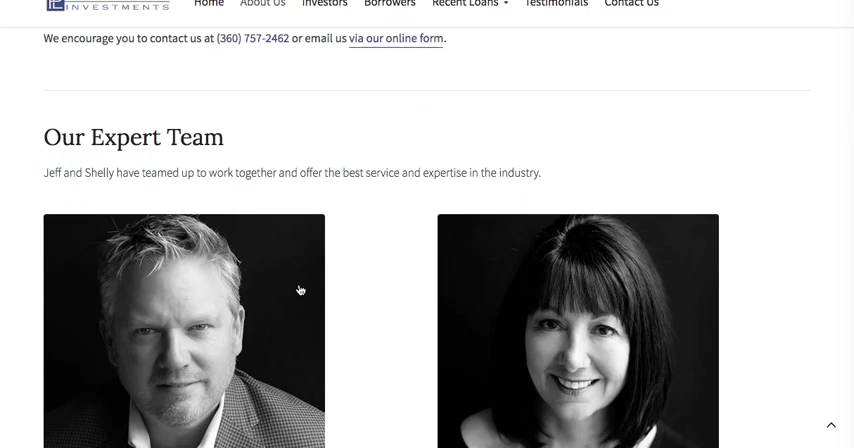 INVESTMENTS
Home About Us Investors Borrowers Recent Loans Testimonials Contact Us
We encourage you to contact us at (360) 757-2462 or email us via our online form.
Our Expert Team
Jeff and Shelly have teamed up to work together and offer the best service and expertise in the industry.